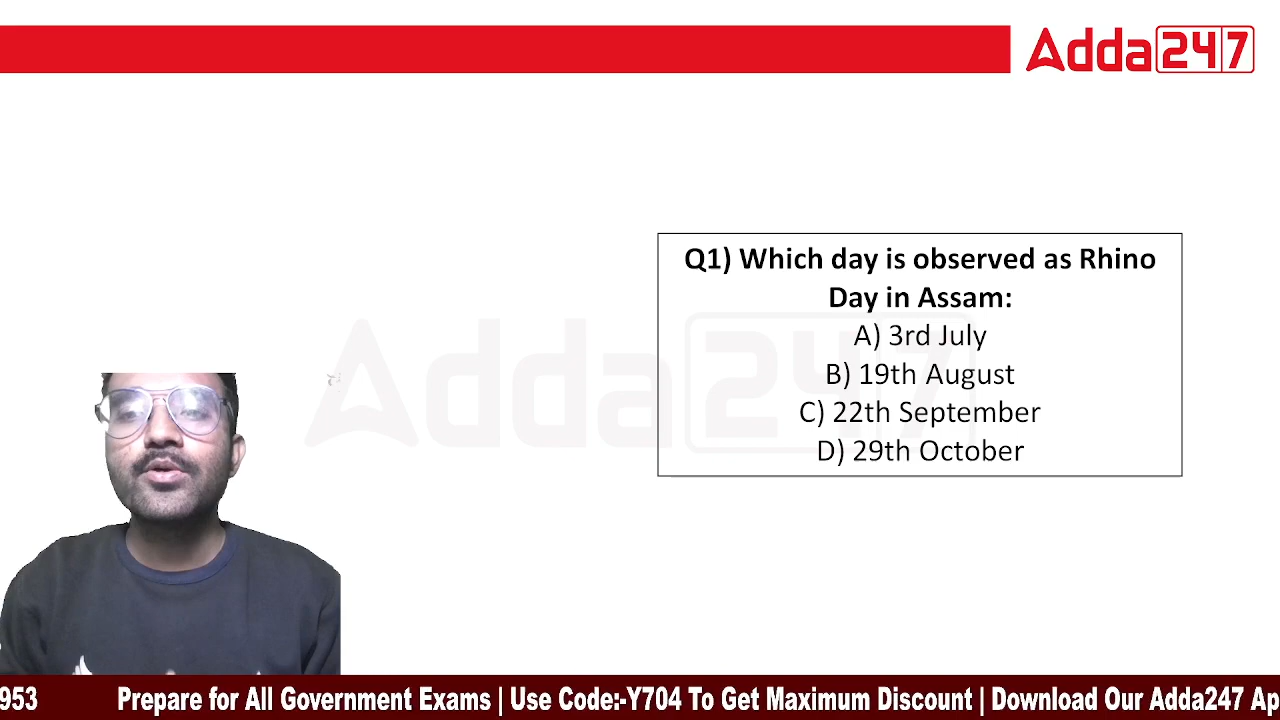 Adda247
Q1) Which day is observed as Rhino
Day in Assam:
A) 3rd July
B) 19th August
C) 22th September
D) 29th October
Adda247
953 Prepare for All Government Exams | Use Code:-Y704 To Get Maximum Discount | Download Our Adda247 Ap